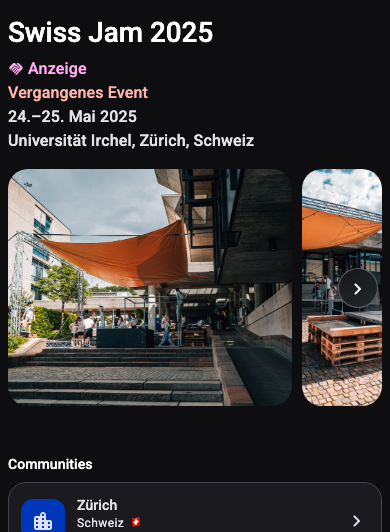 Swiss Jam 2025
Anzeige
Vergangenes Event
24.–25. Mai 2025
Universität Irchel, Zürich, Schweiz
Communities
Zürich
Schweiz